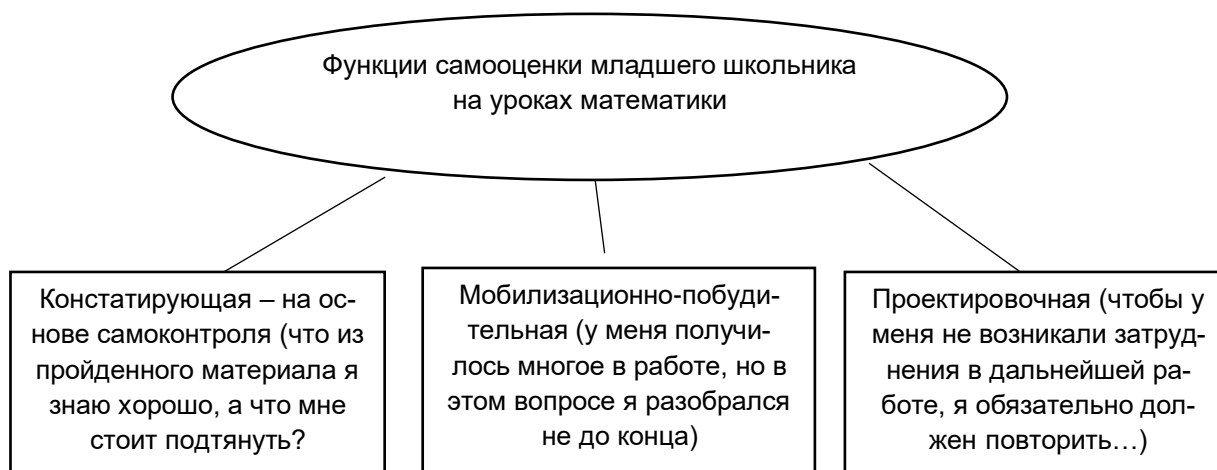 Функции самооценки младшего школьника
на уроках математики
Констатирующая – на ос-
нове самоконтроля (что из
пройденного материала я
знаю хорошо, а что мне
стоит подтянуть?
Мобилизационно-побуди-
тельная (у меня получи-
лось многое в работе, но в
этом вопросе я разобрался
не до конца)
Проектировочная (чтобы у
меня не возникали затруд-
нения в дальнейшей ра-
боте, я обязательно дол-
жен повторить…)